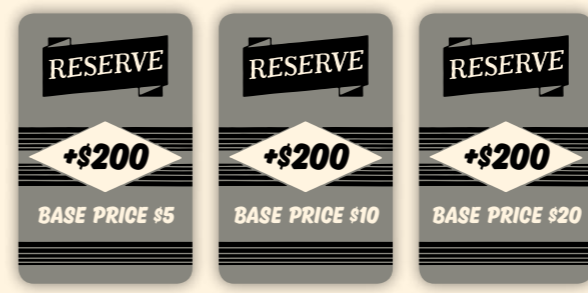 RESERVE
+$200
BASE PRICE $5
RESERVE
+$200
BASE PRICE $10
RESERVE
+$200
BASE PRICE $20